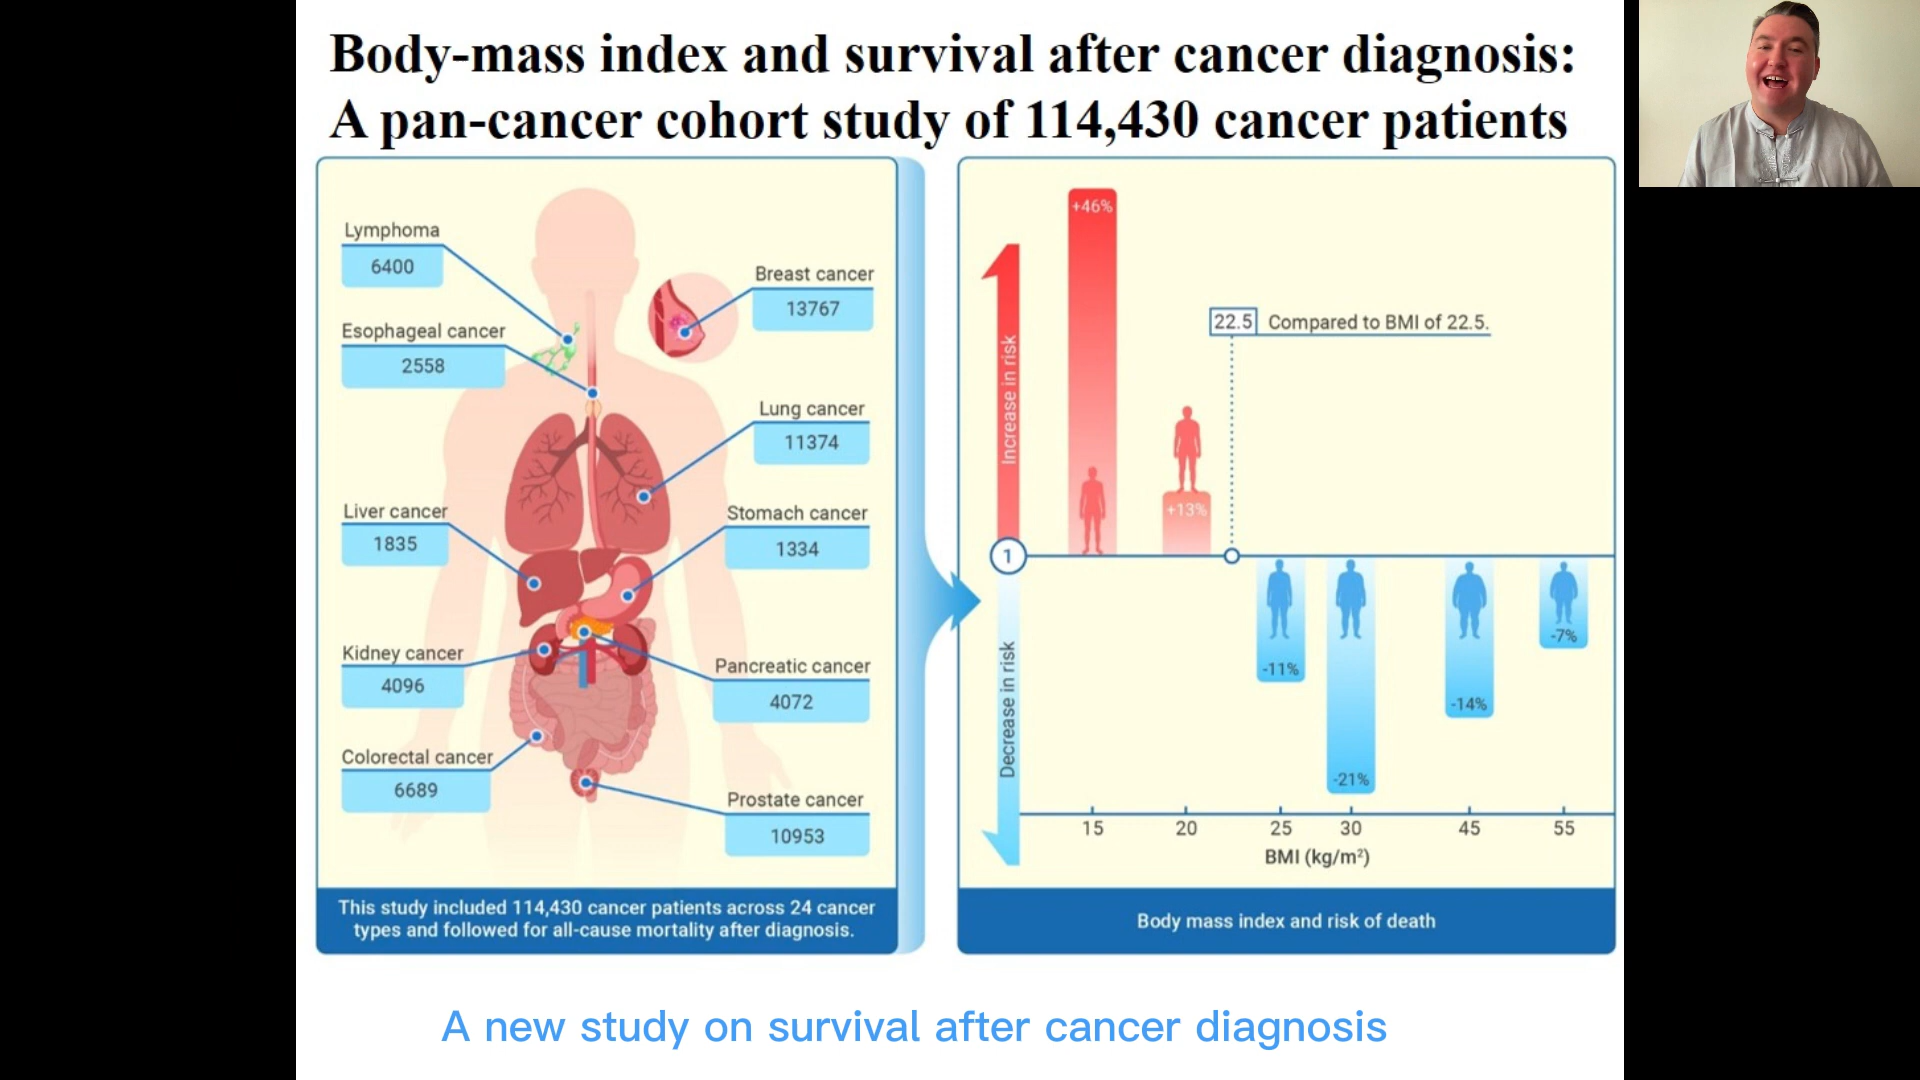 Body-mass index and survival after cancer diagnosis:
A pan-cancer cohort study of 114,430 cancer patients
Lymphoma
6400
Esophageal cancer
2558
Liver cancer
1835
Kidney cancer
4096
Colorectal cancer
6689
Breast cancer
13767
Lung cancer
11374
Stomach cancer
1334
Pancreatic cancer
4072
Prostate cancer
10953
This study included 114,430 cancer patients across 24 cancer
types and followed for all-cause mortality after diagnosis.
Increase in risk
1
Decrease in risk
+46%
+13%
22.5 Compared to BMI of 22.5.
-11%
-21%
-14%
-7%
15 20 25 30 45 55
BMI (kg/m²)
Body mass index and risk of death
A new study on survival after cancer diagnosis